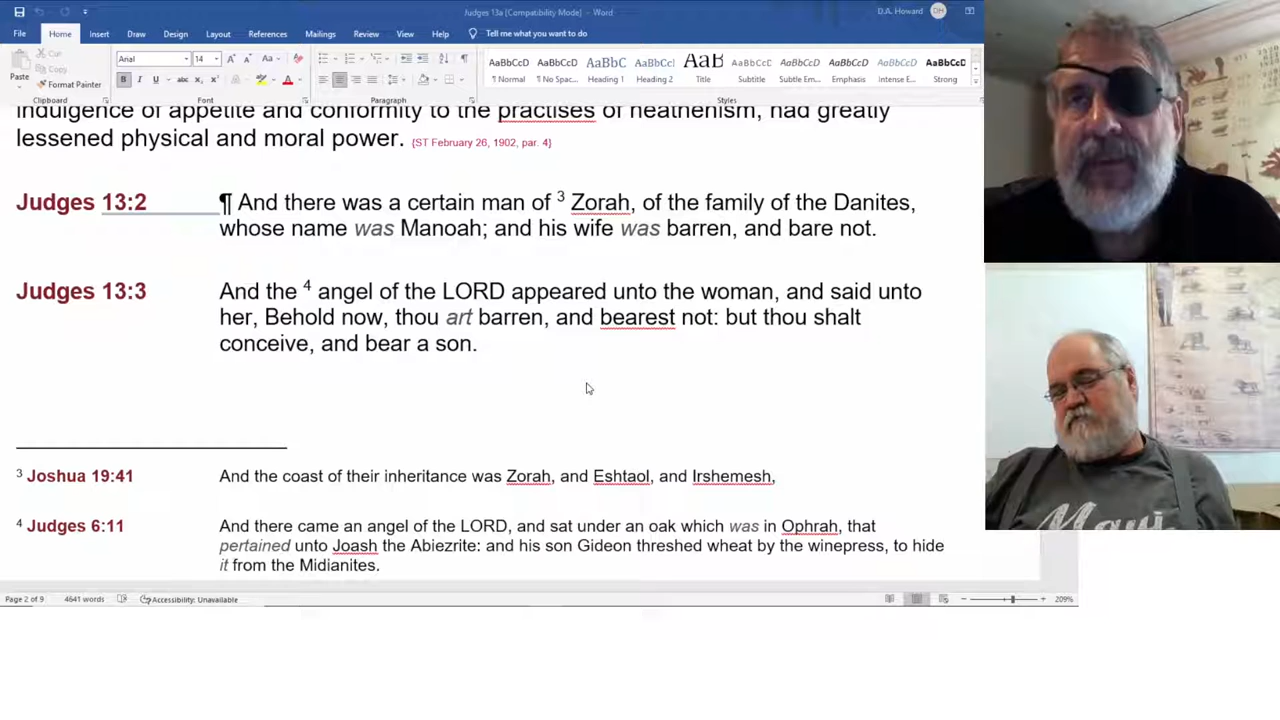 Judges 13a [Compatibility Mode] – Word
D.A. Howard
DH
File Home Insert Draw Design Layout References Mailings Review View Help Tell me what you want to do
Paste
Cut
Copy
Format Painter
Clipboard
Arial
14
Font
Paragraph
AaBbCcD AaBbCcD AaBbC AaBbCcI AaB AaBbCcD AaBbCcD AaBbCcD AaBbCcD AaBbCcD
¶ Normal ¶ No Spac... Heading 1 Heading 2 Title Subtitle Subtle Em... Emphasis Intense E... Strong
Styles
indulgence of appetite and conformity to the practises of heathenism, had greatly
lessened physical and moral power. {ST February 26, 1902, par. 4}
Judges 13:2 ¶ And there was a certain man of 3 Zorah, of the family of the Danites,
whose name was Manoah; and his wife was barren, and bare not.
Judges 13:3 And the 4 angel of the LORD appeared unto the woman, and said unto
her, Behold now, thou art barren, and bearest not: but thou shalt
conceive, and bear a son.
3 Joshua 19:41 And the coast of their inheritance was Zorah, and Eshtaol, and Irshemesh,
4 Judges 6:11 And there came an angel of the LORD, and sat under an oak which was in Ophrah, that
pertained unto Joash the Abiezrite: and his son Gideon threshed wheat by the winepress, to hide
it from the Midianites.
Page 2 of 9 4641 words Accessibility: Unavailable 209%
Maui